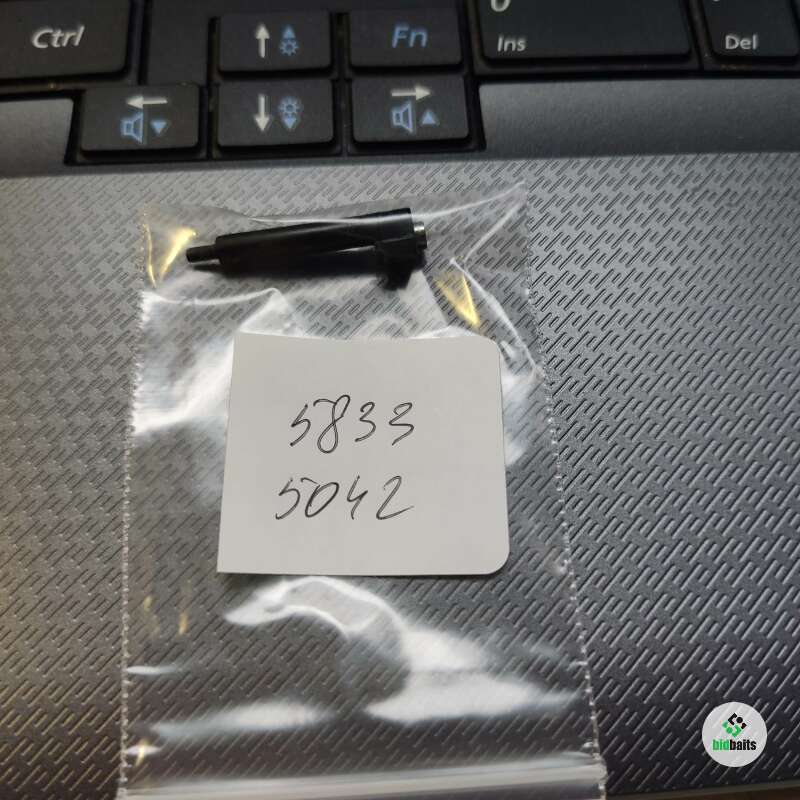 Ctrl
Fn
Ins
Del
5833
5042
bidbaits